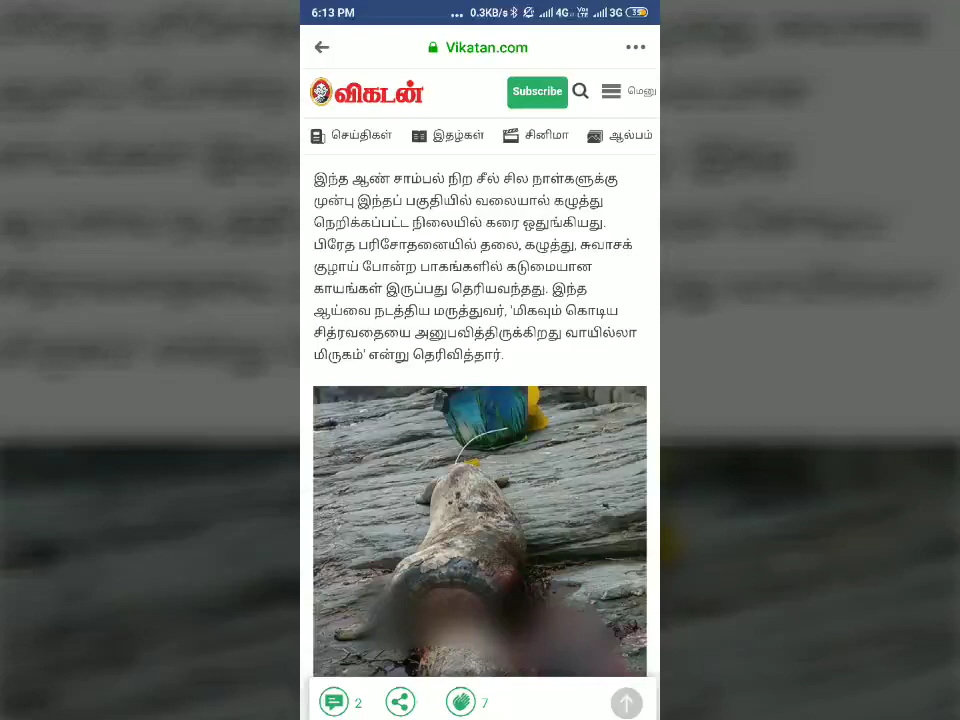 6:13 PM ... 0.3KB/s 4G Vo LTE 3G 35
Vikatan.com
விகடன் Subscribe மெனு
செய்திகள் இதழ்கள் சினிமா ஆல்பம்
இந்த ஆண் சாம்பல் நிற சீல் சில நாள்களுக்கு
முன்பு இந்தப் பகுதியில் வலையால் கழுத்து
நெறிக்கப்பட்ட நிலையில் கரை ஒதுங்கியது.
பிரேத பரிசோதனையில் தலை, கழுத்து, சுவாசக்
குழாய் போன்ற பாகங்களில் கடுமையான
காயங்கள் இருப்பது தெரியவந்தது. இந்த
ஆய்வை நடத்திய மருத்துவர், 'மிகவும் கொடிய
சித்ரவதையை அனுபவித்திருக்கிறது வாயில்லா
மிருகம்' என்று தெரிவித்தார்.
2 7